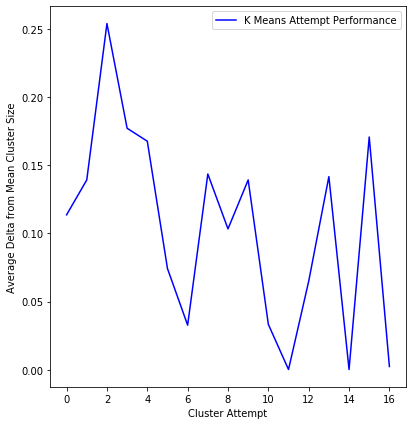 K Means Attempt Performance
Average Delta from Mean Cluster Size
0.25
0.20
0.15
0.10
0.05
0.00
0 2 4 6 8 10 12 14 16
Cluster Attempt